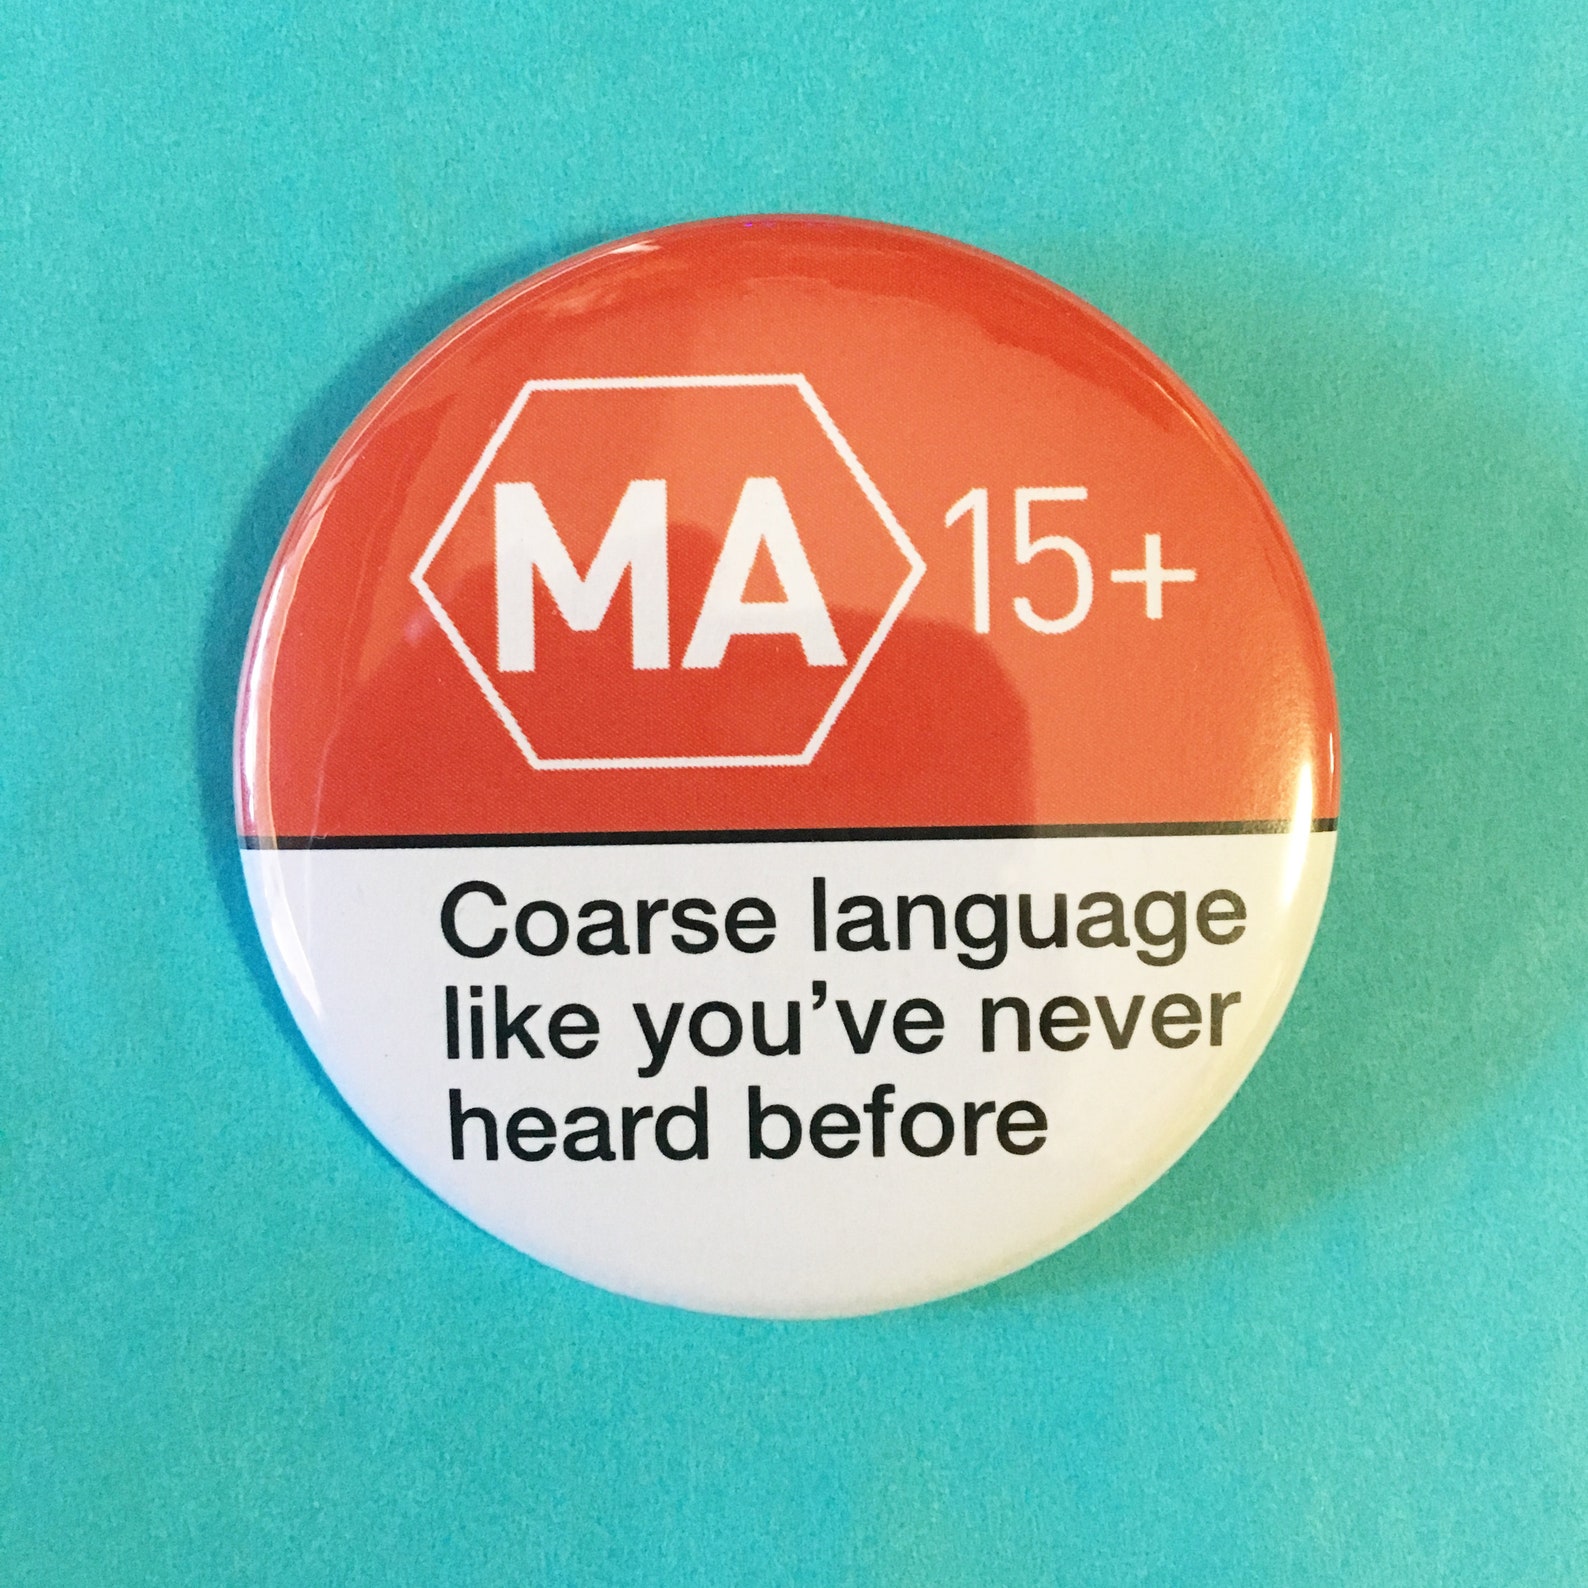 MA 15+
Coarse language
like you've never
heard before